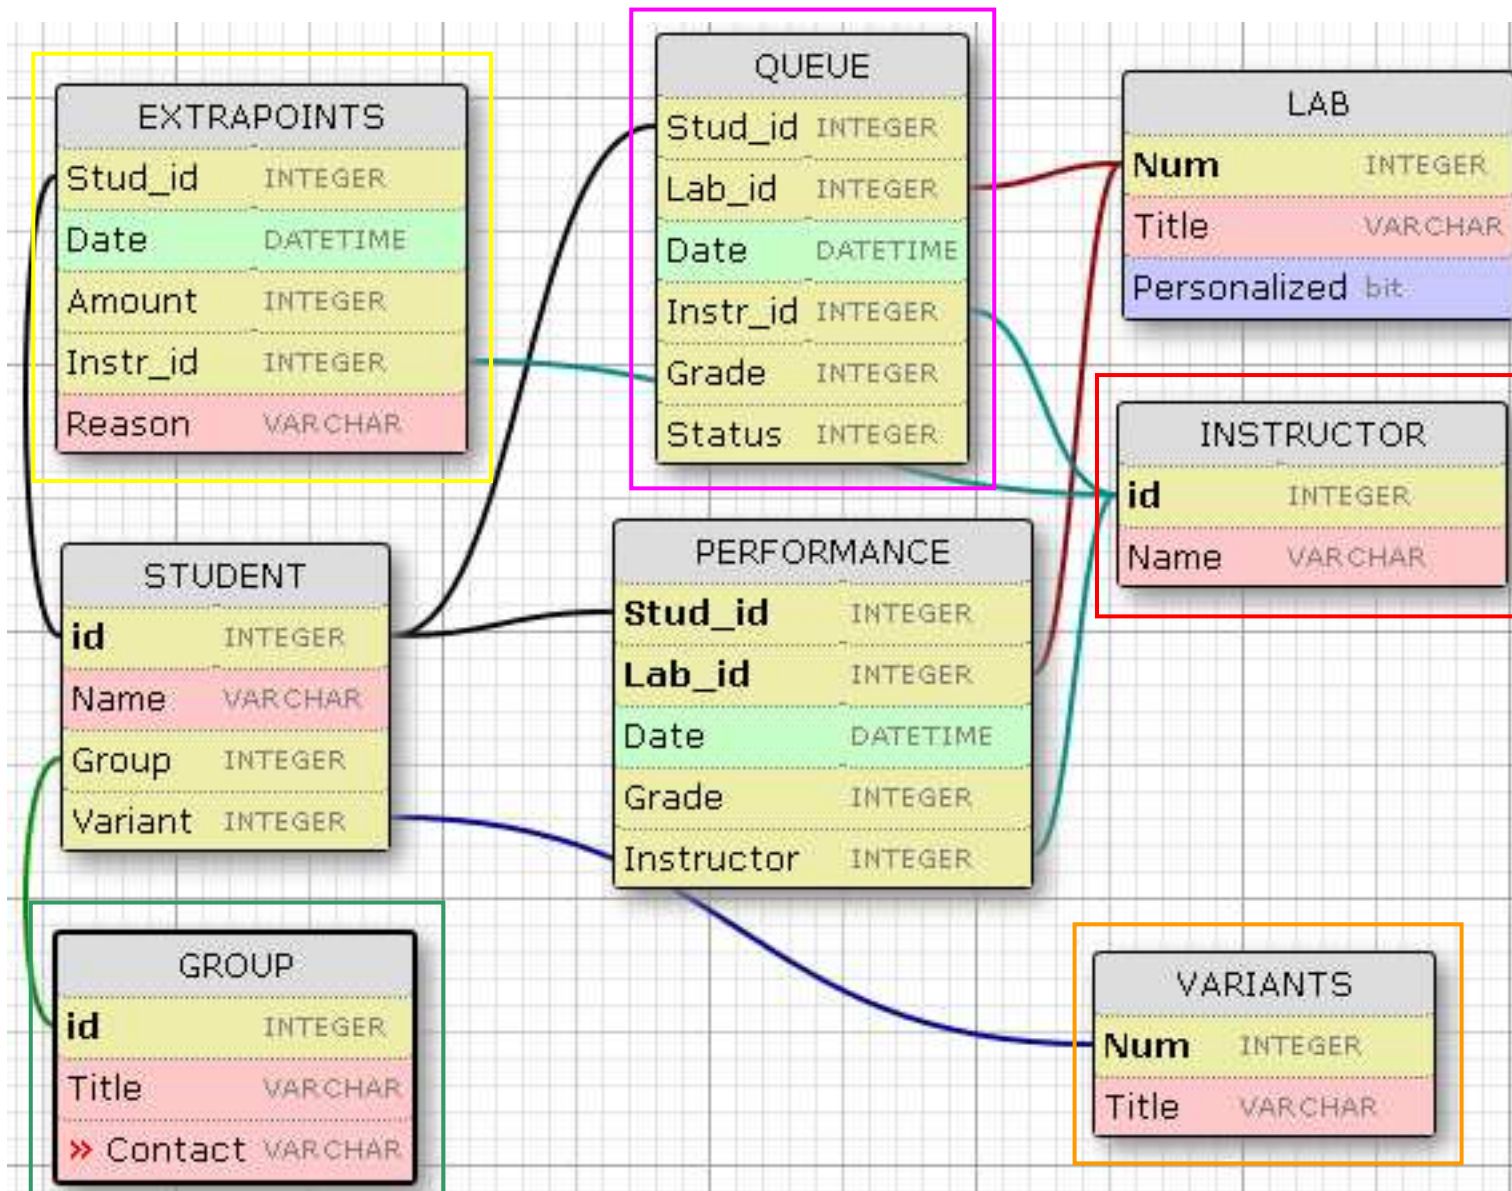 EXTRAPOINTS
Stud_id INTEGER
Date DATETIME
Amount INTEGER
Instr_id INTEGER
Reason VARCHAR
QUEUE
Stud_id INTEGER
Lab_id INTEGER
Date DATETIME
Instr_id INTEGER
Grade INTEGER
Status INTEGER
LAB
Num INTEGER
Title VARCHAR
Personalized bit
INSTRUCTOR
id INTEGER
Name VARCHAR
STUDENT
id INTEGER
Name VARCHAR
Group INTEGER
Variant INTEGER
PERFORMANCE
Stud_id INTEGER
Lab_id INTEGER
Date DATETIME
Grade INTEGER
Instructor INTEGER
GROUP
id INTEGER
Title VARCHAR
» Contact VARCHAR
VARIANTS
Num INTEGER
Title VARCHAR